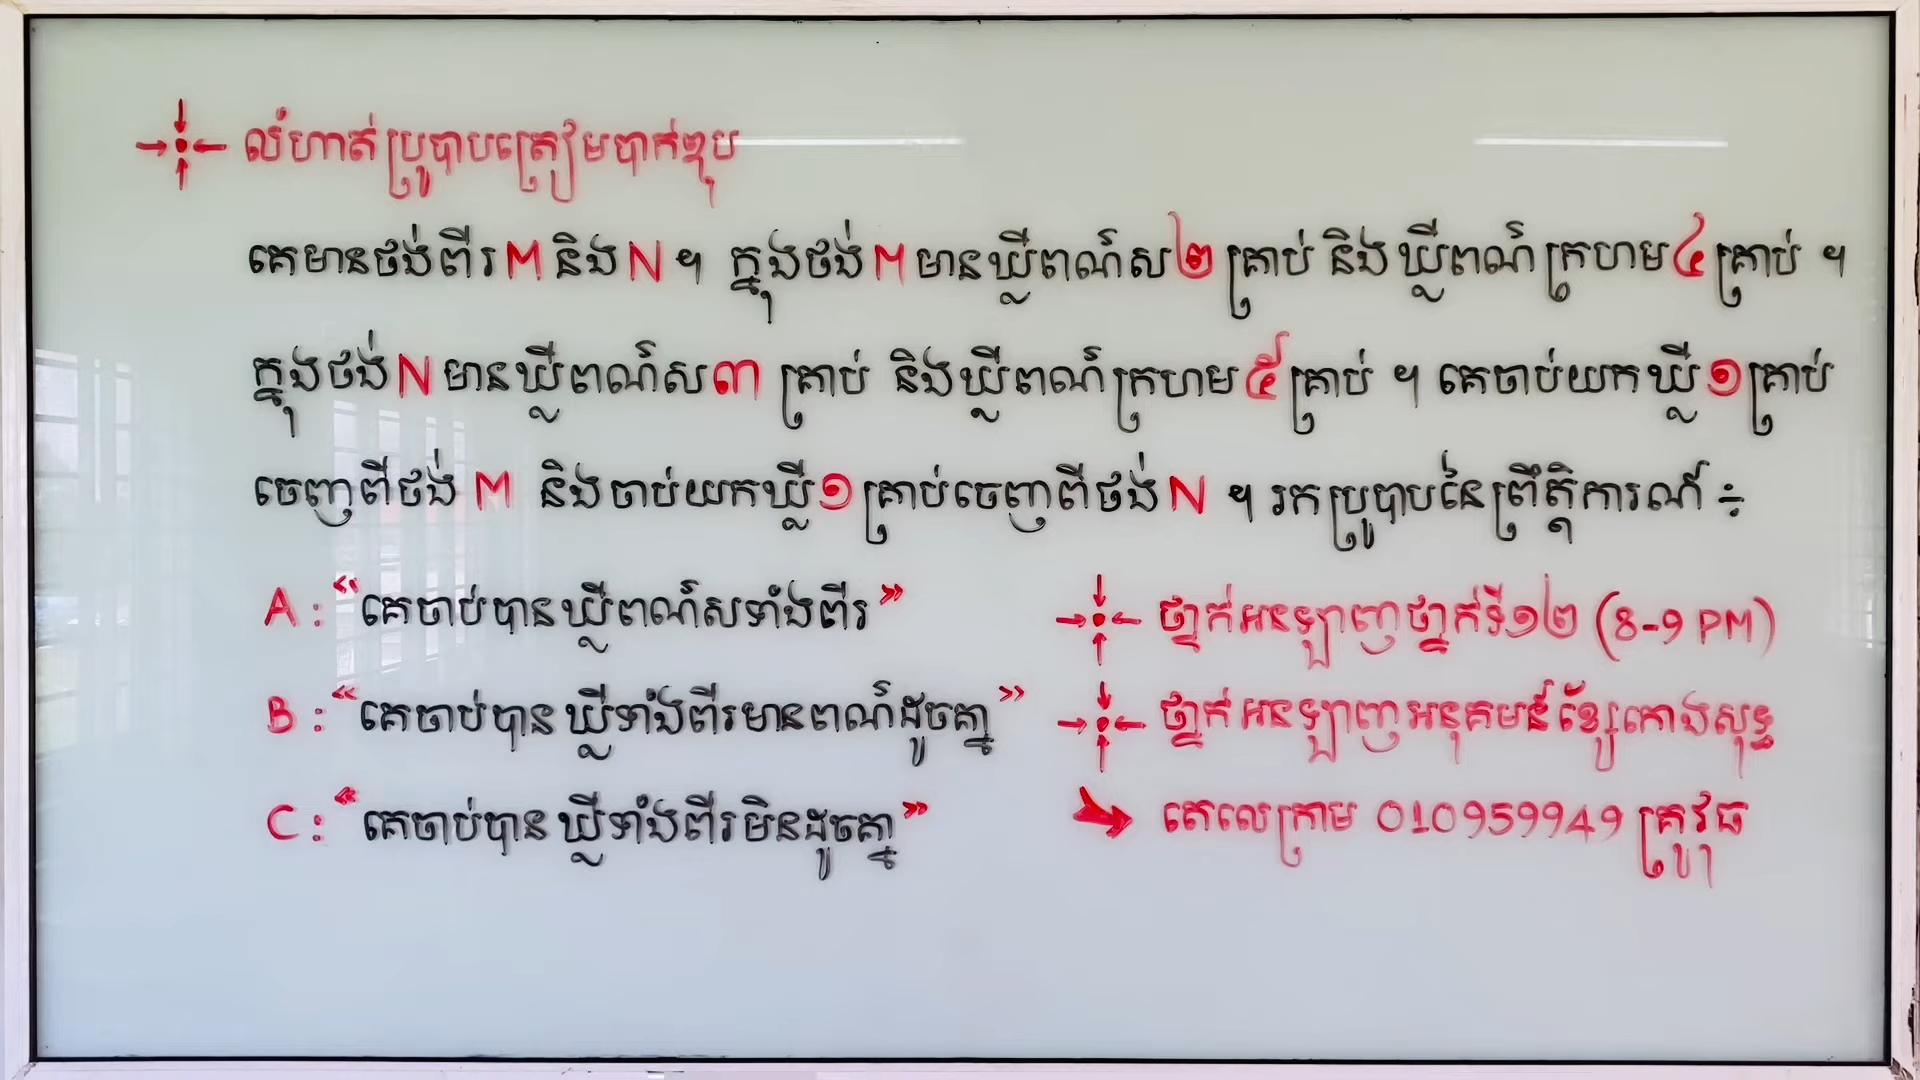 លំហាត់ប្រូបាបត្រៀមបាក់ឌុប
គេមានថង់ពីរ M និង N ។ ក្នុងថង់ M មានឃ្លីពណ៌ស ២ គ្រាប់ និងឃ្លីពណ៌ក្រហម ៤ គ្រាប់ ។
ក្នុងថង់ N មានឃ្លីពណ៌ស ៣ គ្រាប់ និងឃ្លីពណ៌ក្រហម ៥ គ្រាប់ ។ គេចាប់យកឃ្លី ១ គ្រាប់
ចេញពីថង់ M និងចាប់យកឃ្លី ១ គ្រាប់ចេញពីថង់ N ។ រកប្រូបាបនៃព្រឹត្តិការណ៍ ÷
A : “គេចាប់បានឃ្លីពណ៌សទាំងពីរ”
B : “គេចាប់បានឃ្លីទាំងពីរមានពណ៌ដូចគ្នា”
C : “គេចាប់បានឃ្លីទាំងពីរមិនដូចគ្នា”
ថ្នាក់អនឡាញថ្នាក់ទី១២ (8-9 PM)
ថ្នាក់អនឡាញអនុគមន៍ខ្សែកោងសុទ្ធ
តេលេក្រាម 010959949 គ្រូវុធ